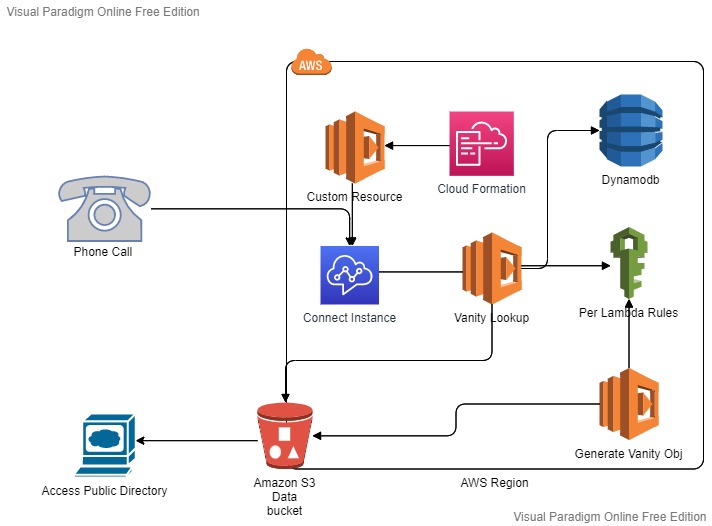 Visual Paradigm Online Free Edition
AWS
Custom Resource
Cloud Formation
Dynamodb
Phone Call
Connect Instance
Vanity Lookup
Per Lambda Rules
Generate Vanity Obj
Access Public Directory
Amazon S3
Data
bucket
AWS Region
Visual Paradigm Online Free Edition